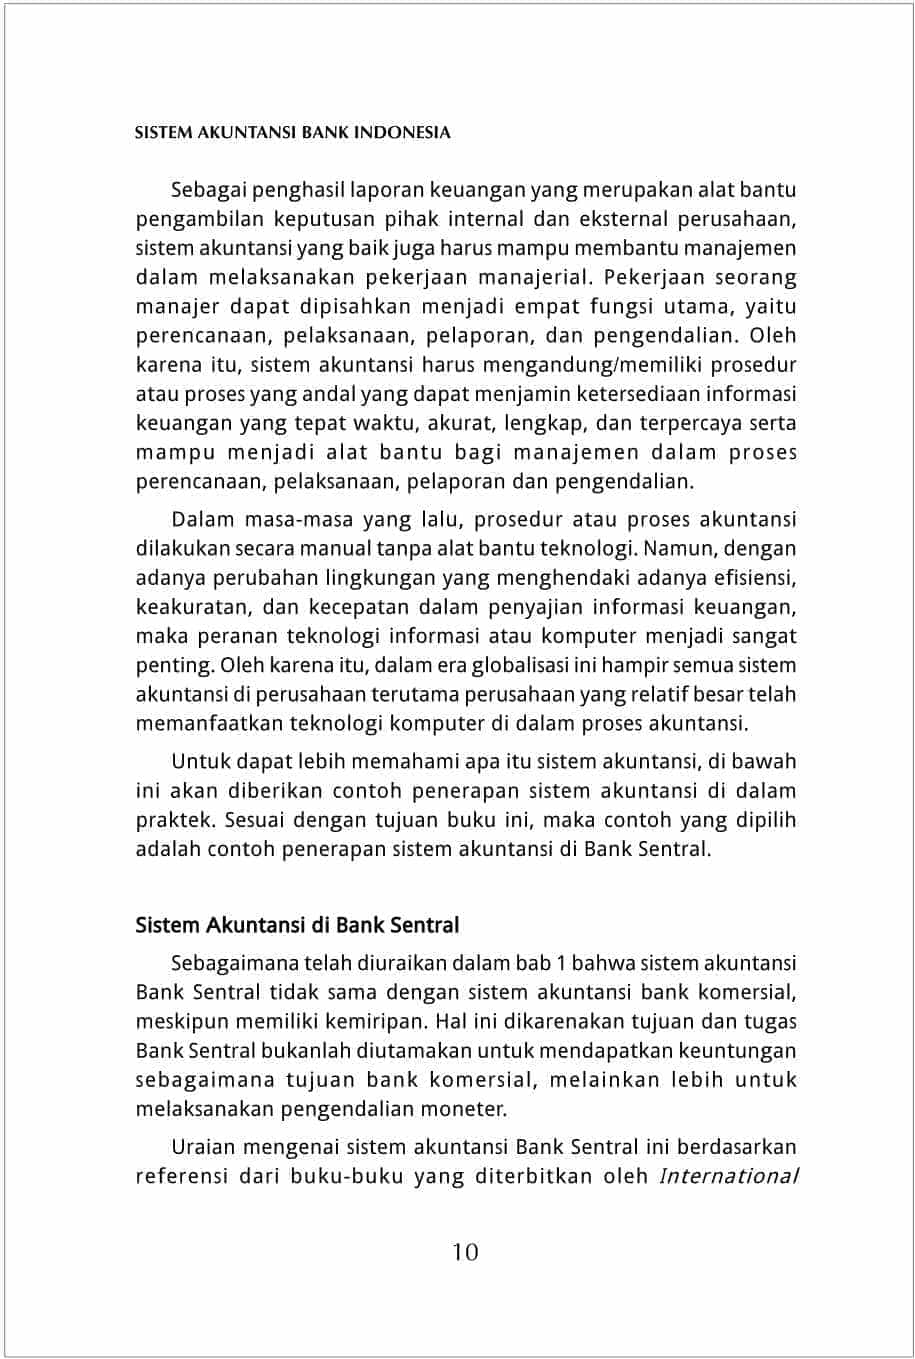 SISTEM AKUNTANSI BANK INDONESIA
Sebagai penghasil laporan keuangan yang merupakan alat bantu
pengambilan keputusan pihak internal dan eksternal perusahaan,
sistem akuntansi yang baik juga harus mampu membantu manajemen
dalam melaksanakan pekerjaan manajerial. Pekerjaan seorang
manajer dapat dipisahkan menjadi empat fungsi utama, yaitu
perencanaan, pelaksanaan, pelaporan, dan pengendalian. Oleh
karena itu, sistem akuntansi harus mengandung/memiliki prosedur
atau proses yang andal yang dapat menjamin ketersediaan informasi
keuangan yang tepat waktu, akurat, lengkap, dan terpercaya serta
mampu menjadi alat bantu bagi manajemen dalam proses
perencanaan, pelaksanaan, pelaporan dan pengendalian.
Dalam masa-masa yang lalu, prosedur atau proses akuntansi
dilakukan secara manual tanpa alat bantu teknologi. Namun, dengan
adanya perubahan lingkungan yang menghendaki adanya efisiensi,
keakuratan, dan kecepatan dalam penyajian informasi keuangan,
maka peranan teknologi informasi atau komputer menjadi sangat
penting. Oleh karena itu, dalam era globalisasi ini hampir semua sistem
akuntansi di perusahaan terutama perusahaan yang relatif besar telah
memanfaatkan teknologi komputer di dalam proses akuntansi.
Untuk dapat lebih memahami apa itu sistem akuntansi, di bawah
ini akan diberikan contoh penerapan sistem akuntansi di dalam
praktek. Sesuai dengan tujuan buku ini, maka contoh yang dipilih
adalah contoh penerapan sistem akuntansi di Bank Sentral.
Sistem Akuntansi di Bank Sentral
Sebagaimana telah diuraikan dalam bab 1 bahwa sistem akuntansi
Bank Sentral tidak sama dengan sistem akuntansi bank komersial,
meskipun memiliki kemiripan. Hal ini dikarenakan tujuan dan tugas
Bank Sentral bukanlah diutamakan untuk mendapatkan keuntungan
sebagaimana tujuan bank komersial, melainkan lebih untuk
melaksanakan pengendalian moneter.
Uraian mengenai sistem akuntansi Bank Sentral ini berdasarkan
referensi dari buku-buku yang diterbitkan oleh International
10